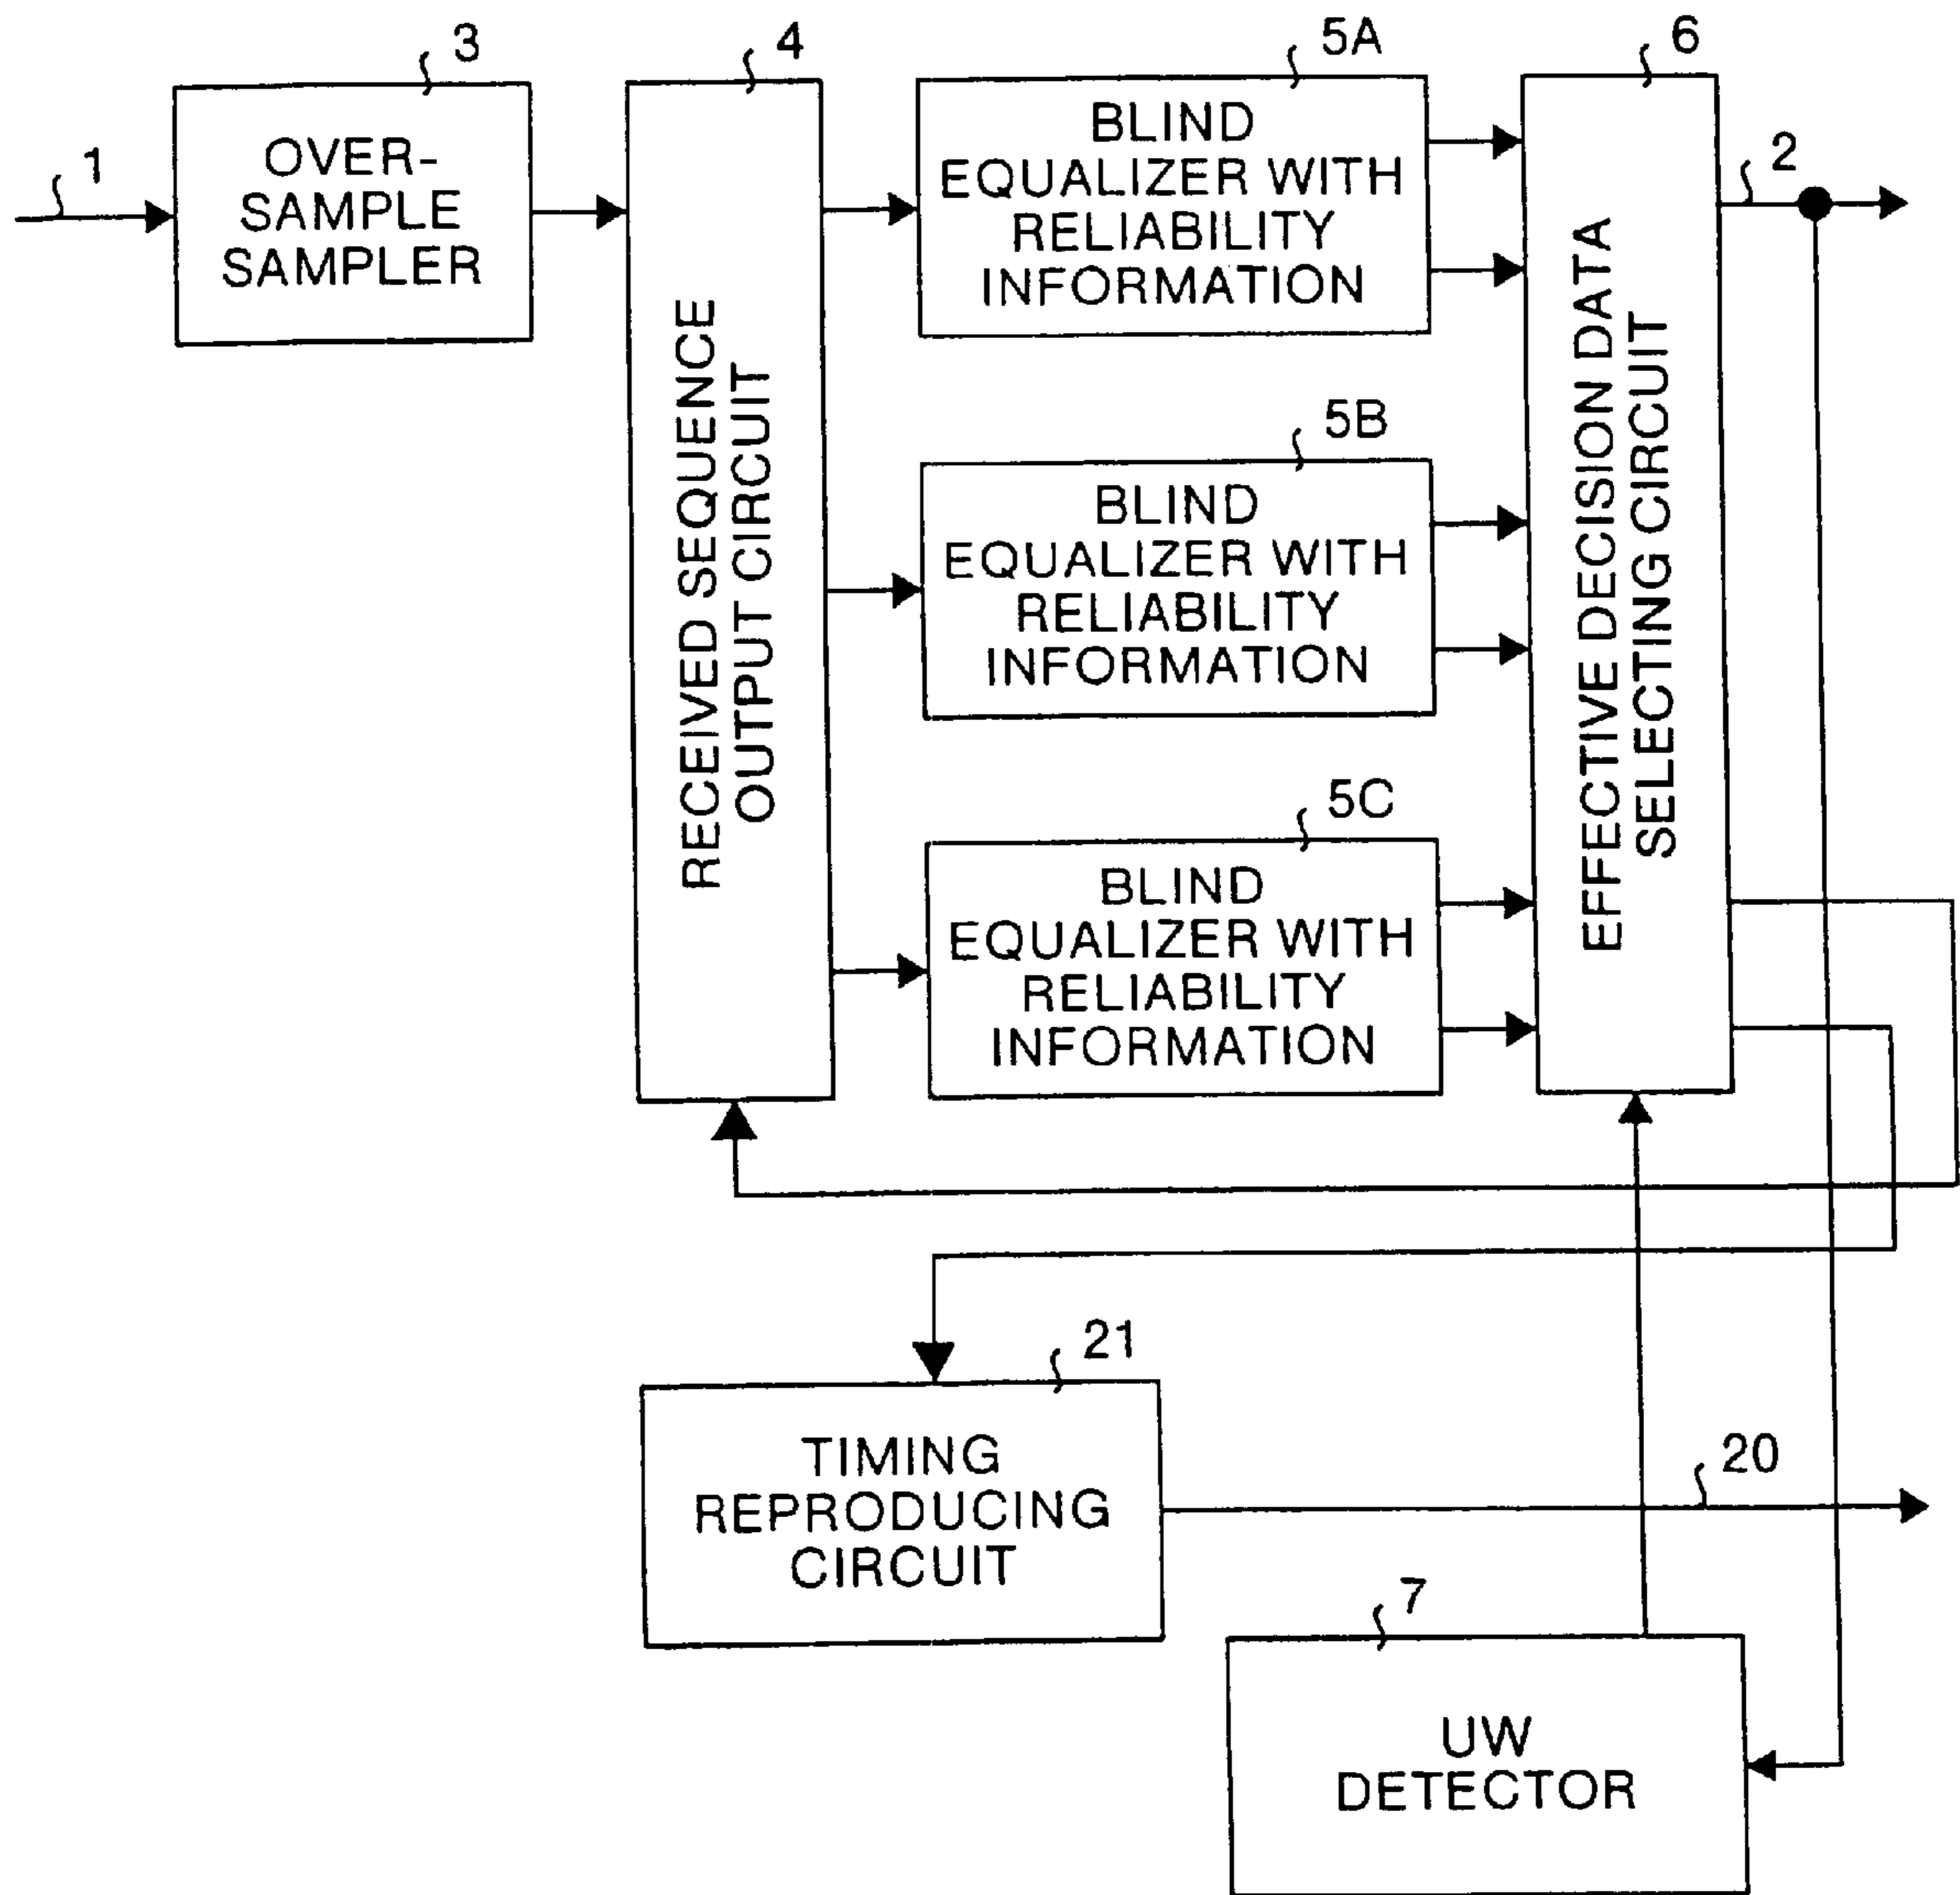 3
4
5A
6
1
OVER-
SAMPLE
SAMPLER
RECEIVED SEQUENCE
OUTPUT CIRCUIT
BLIND
EQUALIZER WITH
RELIABILITY
INFORMATION
EFFECTIVE DECISION DATA
SELECTING CIRCUIT
2
5B
BLIND
EQUALIZER WITH
RELIABILITY
INFORMATION
5C
BLIND
EQUALIZER WITH
RELIABILITY
INFORMATION
21
TIMING
REPRODUCING
CIRCUIT
20
7
UW
DETECTOR